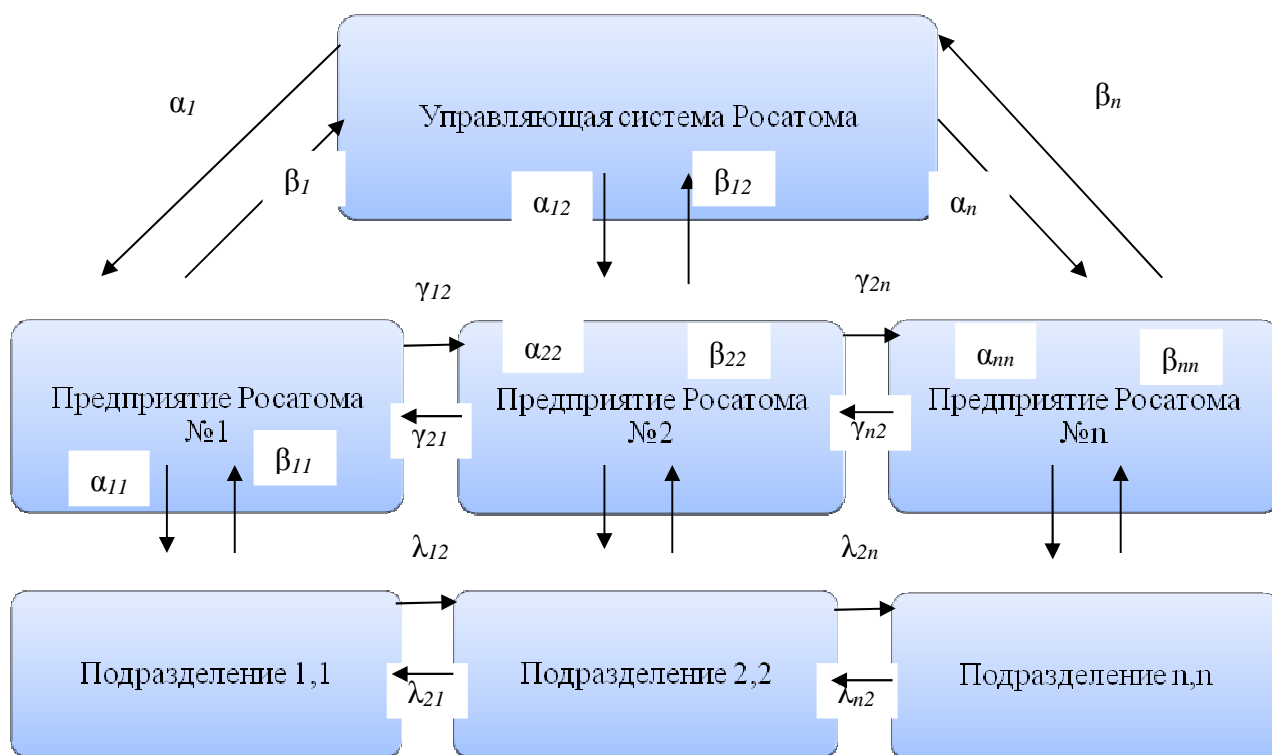 α1
βn
Управляющая система Росатома
β1
α12
β12
αn
γ12
γ2n
α22
β22
αnn
βnn
Предприятие Росатома
№1
Предприятие Росатома
№2
Предприятие Росатома
№n
γ21
γn2
α11
β11
λ12
λ2n
Подразделение 1,1
Подразделение 2,2
Подразделение n,n
λ21
λn2